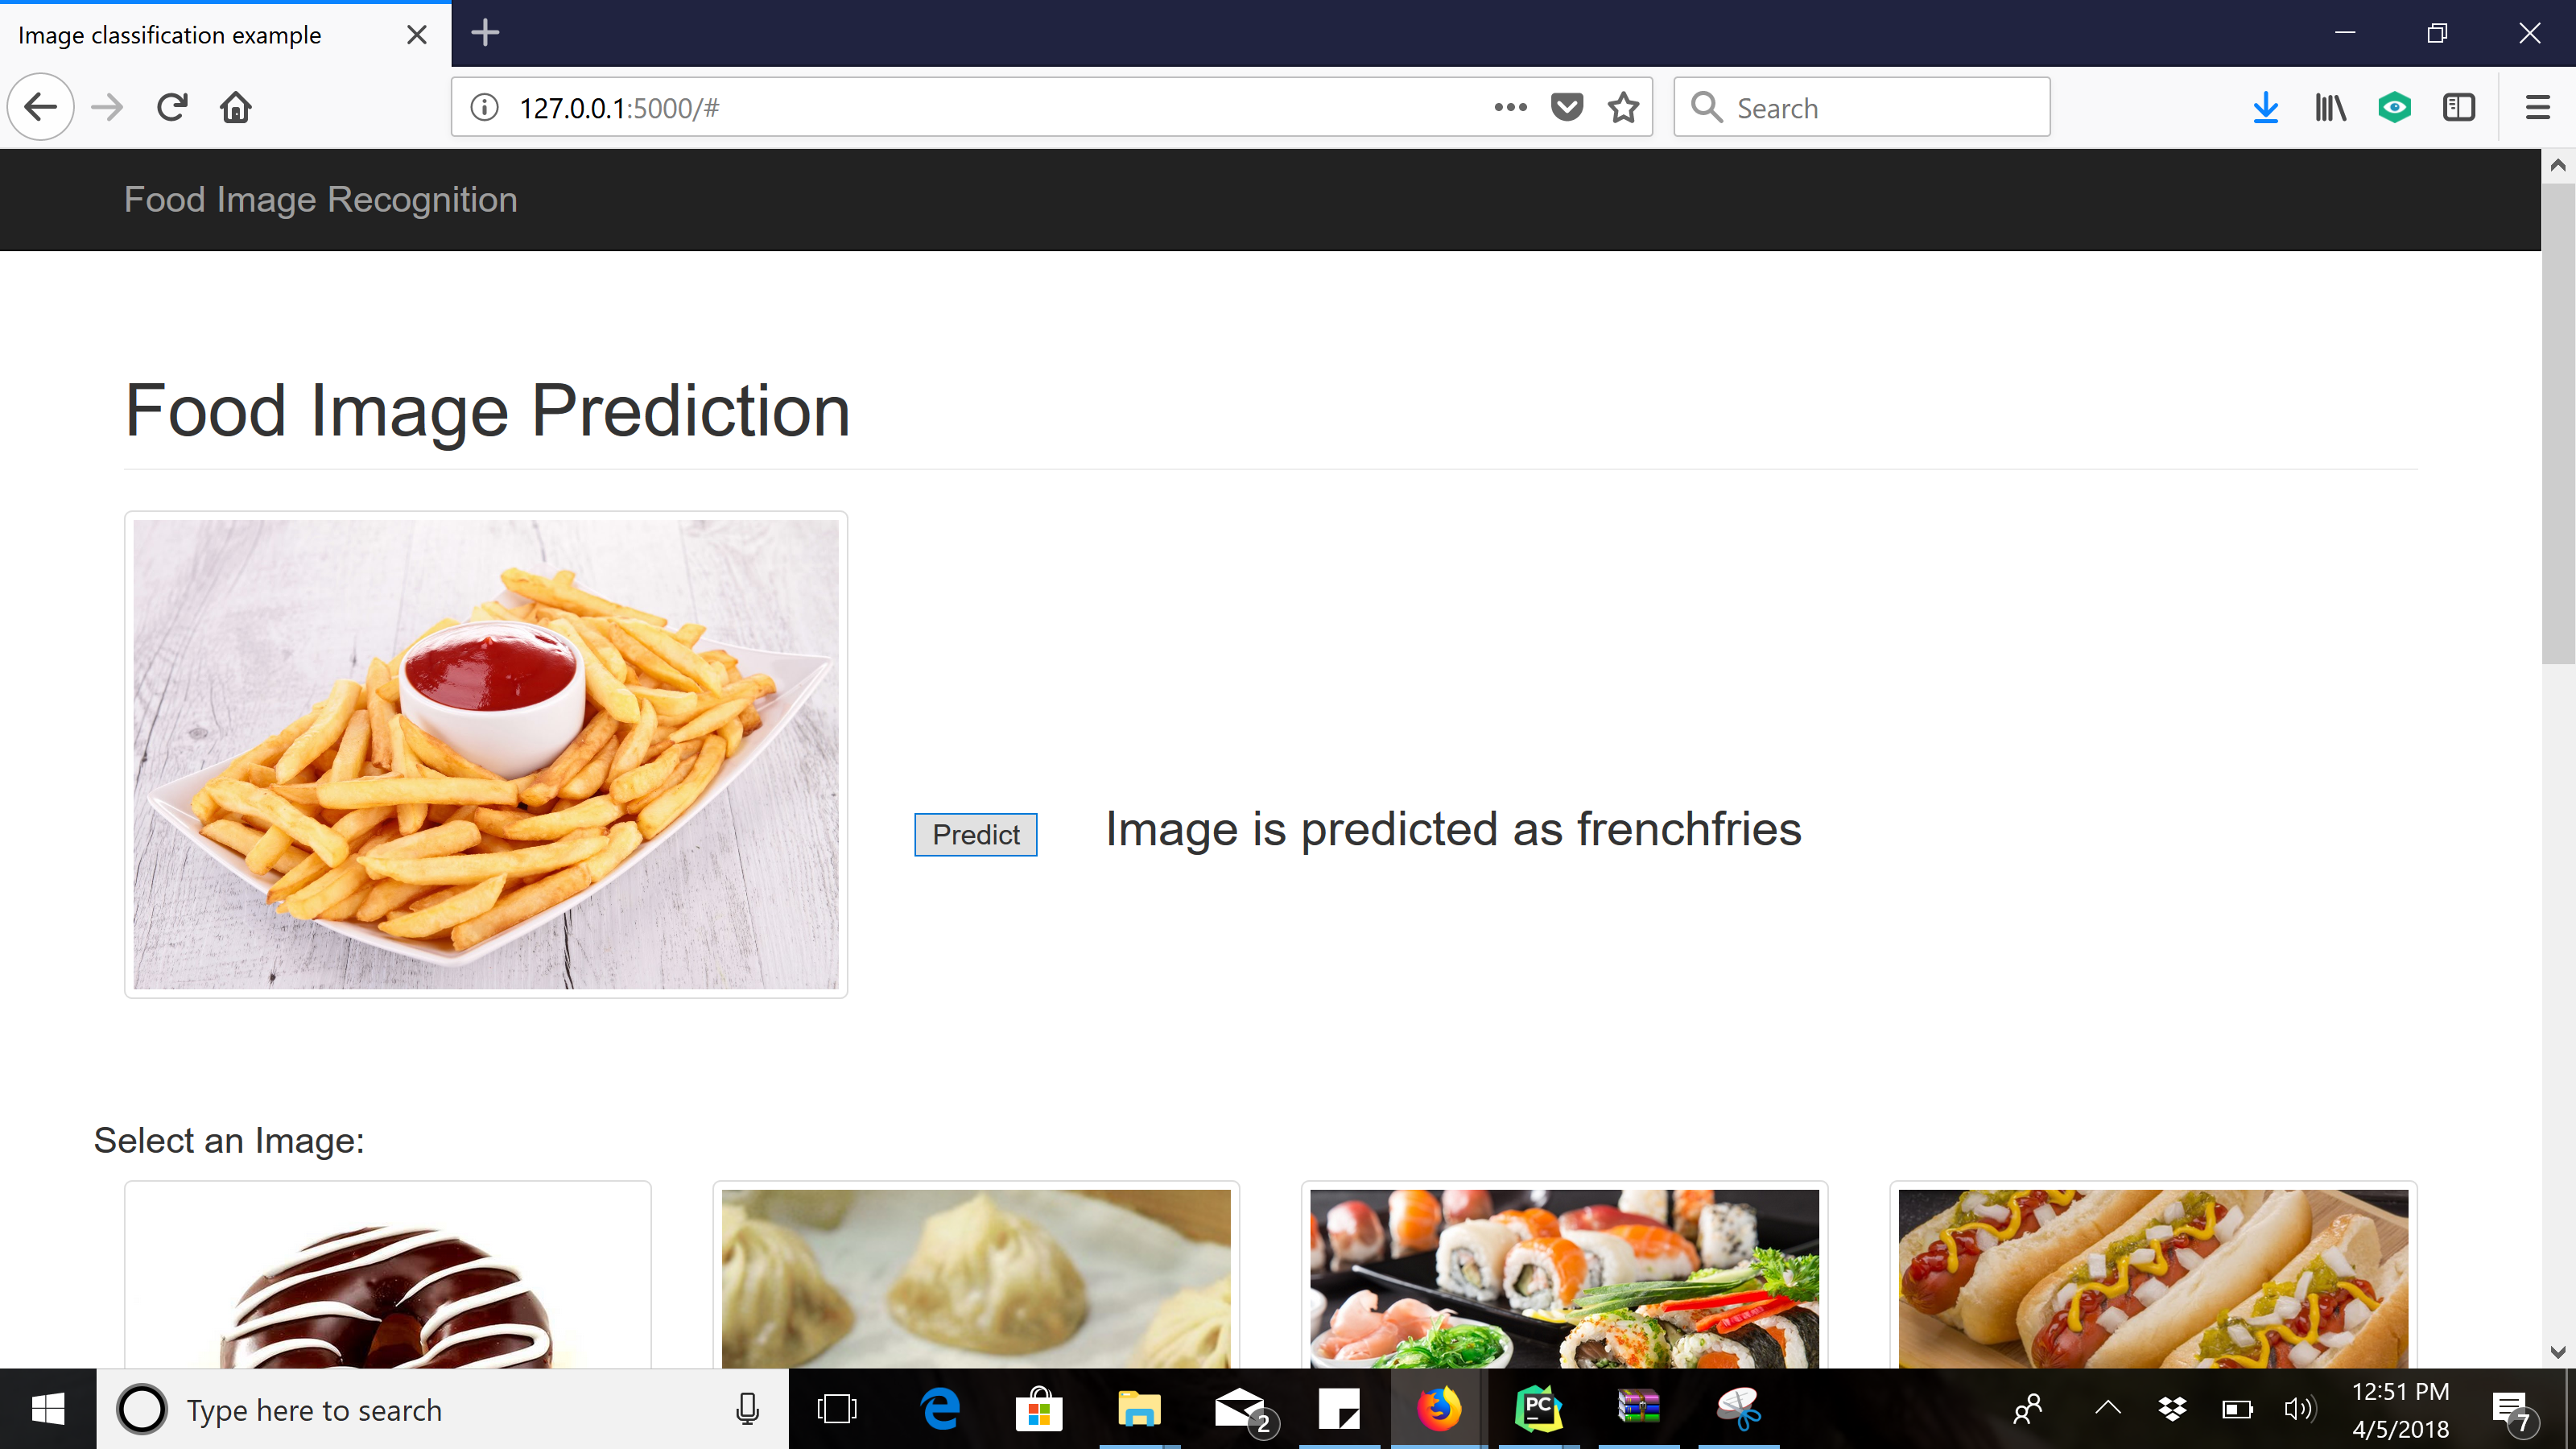 Image classification example
127.0.0.1:5000/#
Search
Food Image Recognition
Food Image Prediction
Predict
Image is predicted as frenchfries
Select an Image:
Type here to search
2
PC
12:51 PM
4/5/2018
7